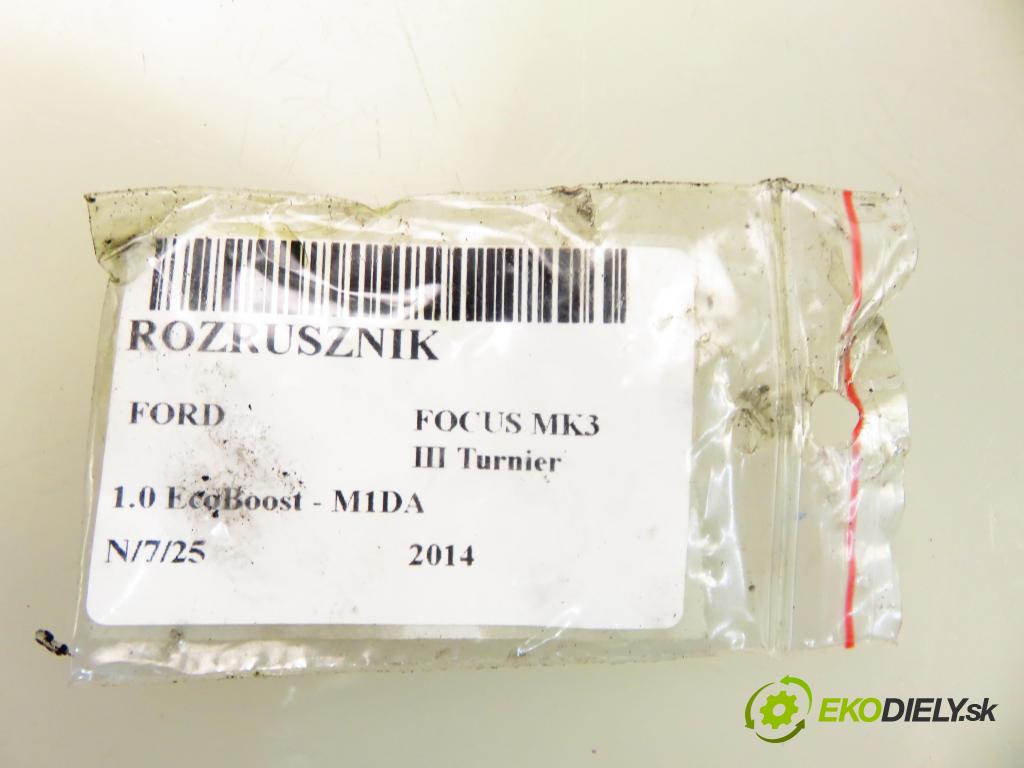 ROZRUSZNIK
FORD FOCUS MK3
III Turnier
1.0 EcoBoost - M1DA
N/7/25 2014
EKODIELY.sk